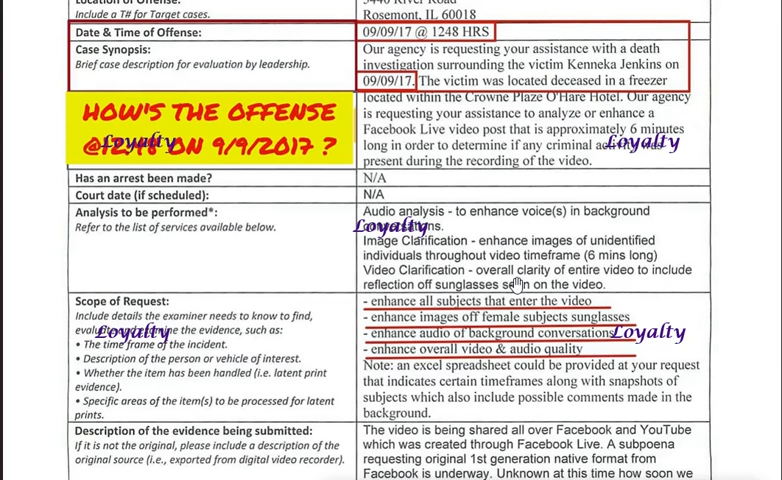 Location of Offense:
Include a T# for Target cases.
5440 River Road
Rosemont, IL 60018
Date & Time of Offense:
09/09/17 @ 1248 HRS
Case Synopsis:
Brief case description for evaluation by leadership.
Our agency is requesting your assistance with a death
investigation surrounding the victim Kenneka Jenkins on
09/09/17. The victim was located deceased in a freezer
located within the Crowne Plaze O'Hare Hotel. Our agency
is requesting your assistance to analyze or enhance a
Facebook Live video post that is approximately 6 minutes
long in order to determine if any criminal activity was
present during the recording of the video.
HOW'S THE OFFENSE
@12:48 ON 9/9/2017 ?
Loyalty
Loyalty
Has an arrest been made?
N/A
Court date (if scheduled):
N/A
Analysis to be performed*:
Refer to the list of services available below.
Audio analysis - to enhance voice(s) in background
conversations.
Loyalty
Image Clarification - enhance images of unidentified
individuals throughout video timeframe (6 mins long)
Video Clarification - overall clarity of entire video to include
reflection off sunglasses seen on the video.
Scope of Request:
Include details the examiner needs to know to find,
evaluate and examine the evidence, such as:
• The time frame of the incident.
• Description of the person or vehicle of interest.
• Whether the item has been handled (i.e. latent print
evidence).
• Specific areas of the item(s) to be processed for latent
prints.
Loyalty
- enhance all subjects that enter the video
- enhance images off female subjects sunglasses
- enhance audio of background conversations
- enhance overall video & audio quality
Loyalty
Note: an excel spreadsheet could be provided at your request
that indicates certain timeframes along with snapshots of
subjects which also include possible comments made in the
background.
Description of the evidence being submitted:
If it is not the original, please include a description of the
original source (i.e., exported from digital video recorder).
The video is being shared all over Facebook and YouTube
which was created through Facebook Live. A subpoena
requesting original 1st generation native format from
Facebook is underway. Unknown at this time how soon we